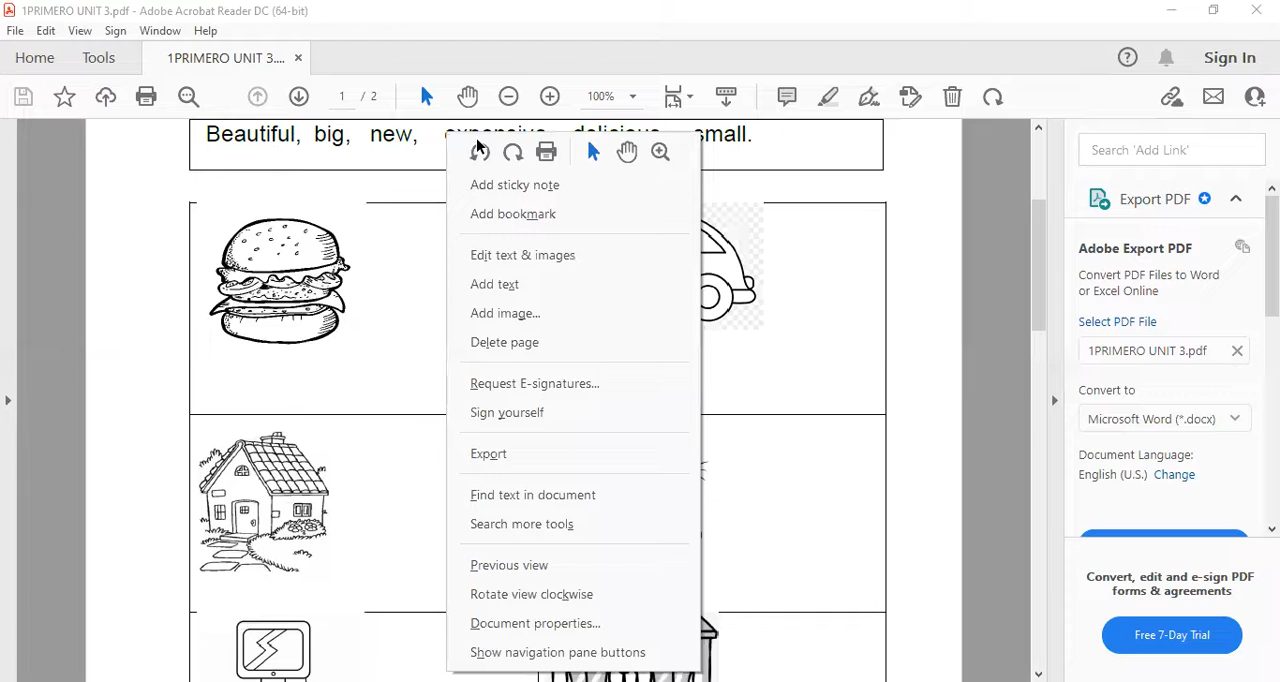 1PRIMERO UNIT 3.pdf - Adobe Acrobat Reader DC (64-bit)
File Edit View Sign Window Help
Home Tools 1PRIMERO UNIT 3.... Sign In
1 / 2 100%
Beautiful, big, new, expensive delicious small.
Add sticky note
Add bookmark
Edit text & images
Add text
Add image...
Delete page
Request E-signatures...
Sign yourself
Export
Find text in document
Search more tools
Previous view
Rotate view clockwise
Document properties...
Show navigation pane buttons
Search 'Add Link'
Export PDF
Adobe Export PDF
Convert PDF Files to Word
or Excel Online
Select PDF File
1PRIMERO UNIT 3.pdf
Convert to
Microsoft Word (*.docx)
Document Language:
English (U.S.) Change
Convert, edit and e-sign PDF
forms & agreements
Free 7-Day Trial